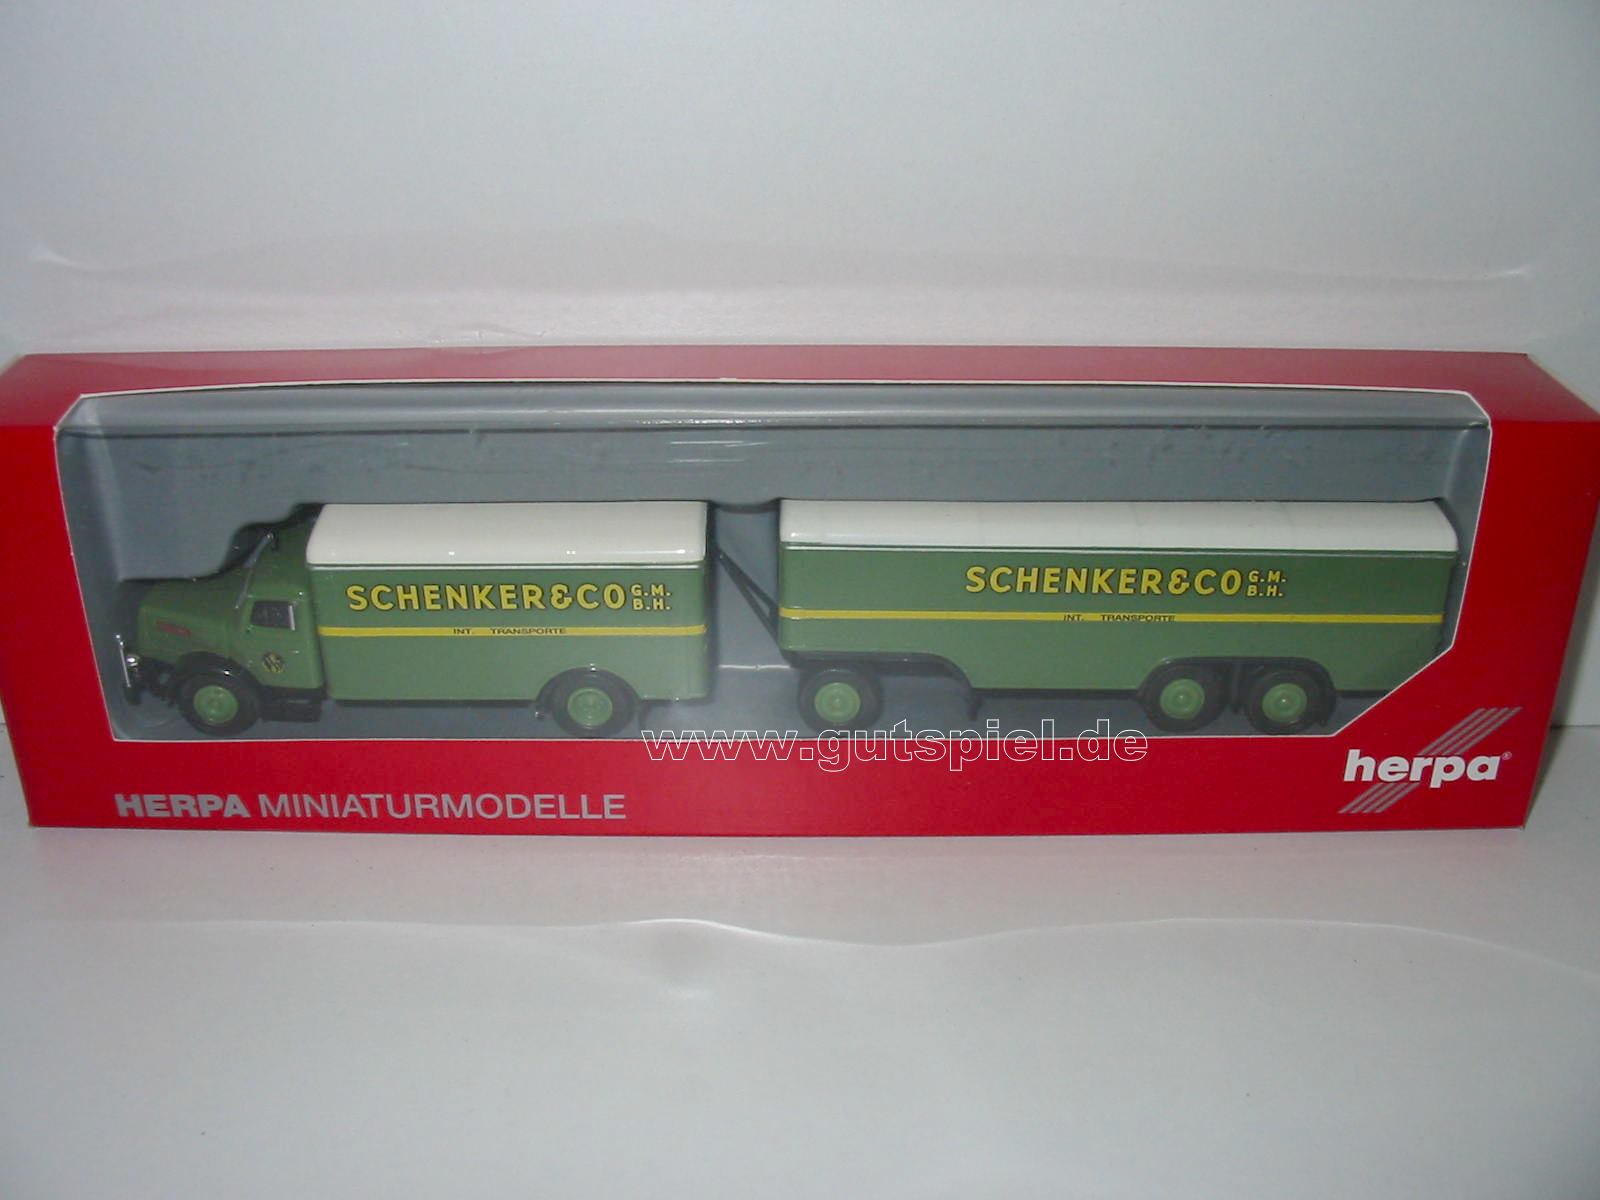 SCHENKER&CO G.M.B.H.
INT. TRANSPORTE
SCHENKER&CO G.M.B.H.
INT. TRANSPORTE
www.gutspiel.de
herpa®
HERPA MINIATURMODELLE